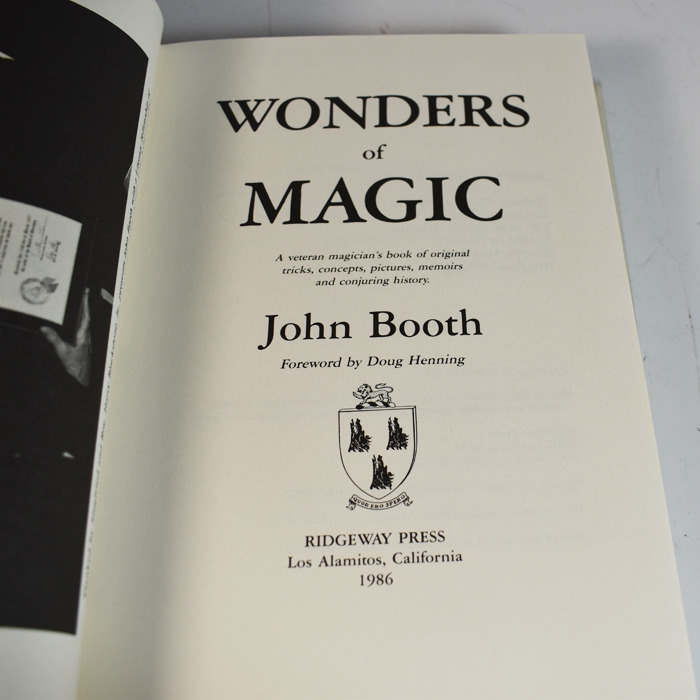 WONDERS
of
MAGIC
A veteran magician's book of original
tricks, concepts, pictures, memoirs
and conjuring history.
John Booth
Foreword by Doug Henning
QUOD ERO SPERO
RIDGEWAY PRESS
Los Alamitos, California
1986